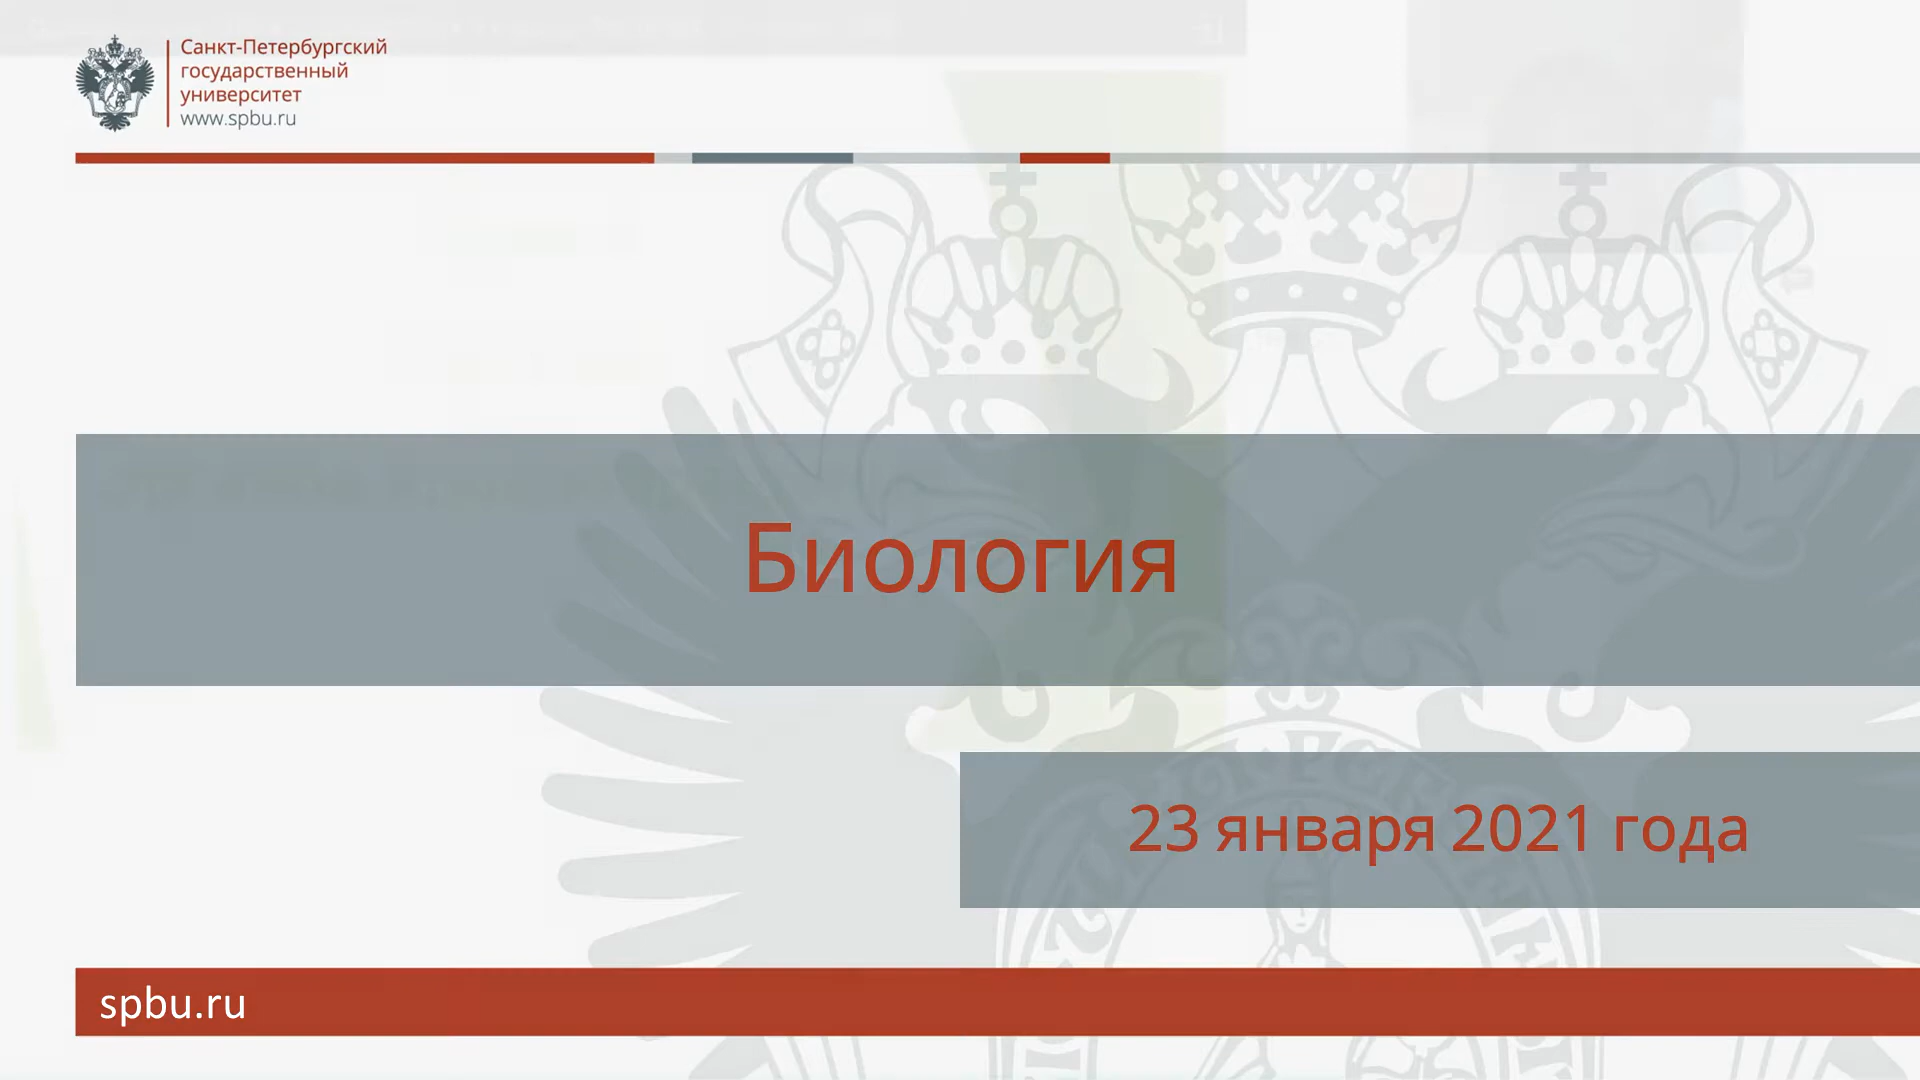 Санкт-Петербургский
государственный
университет
www.spbu.ru
Биология
23 января 2021 года
spbu.ru